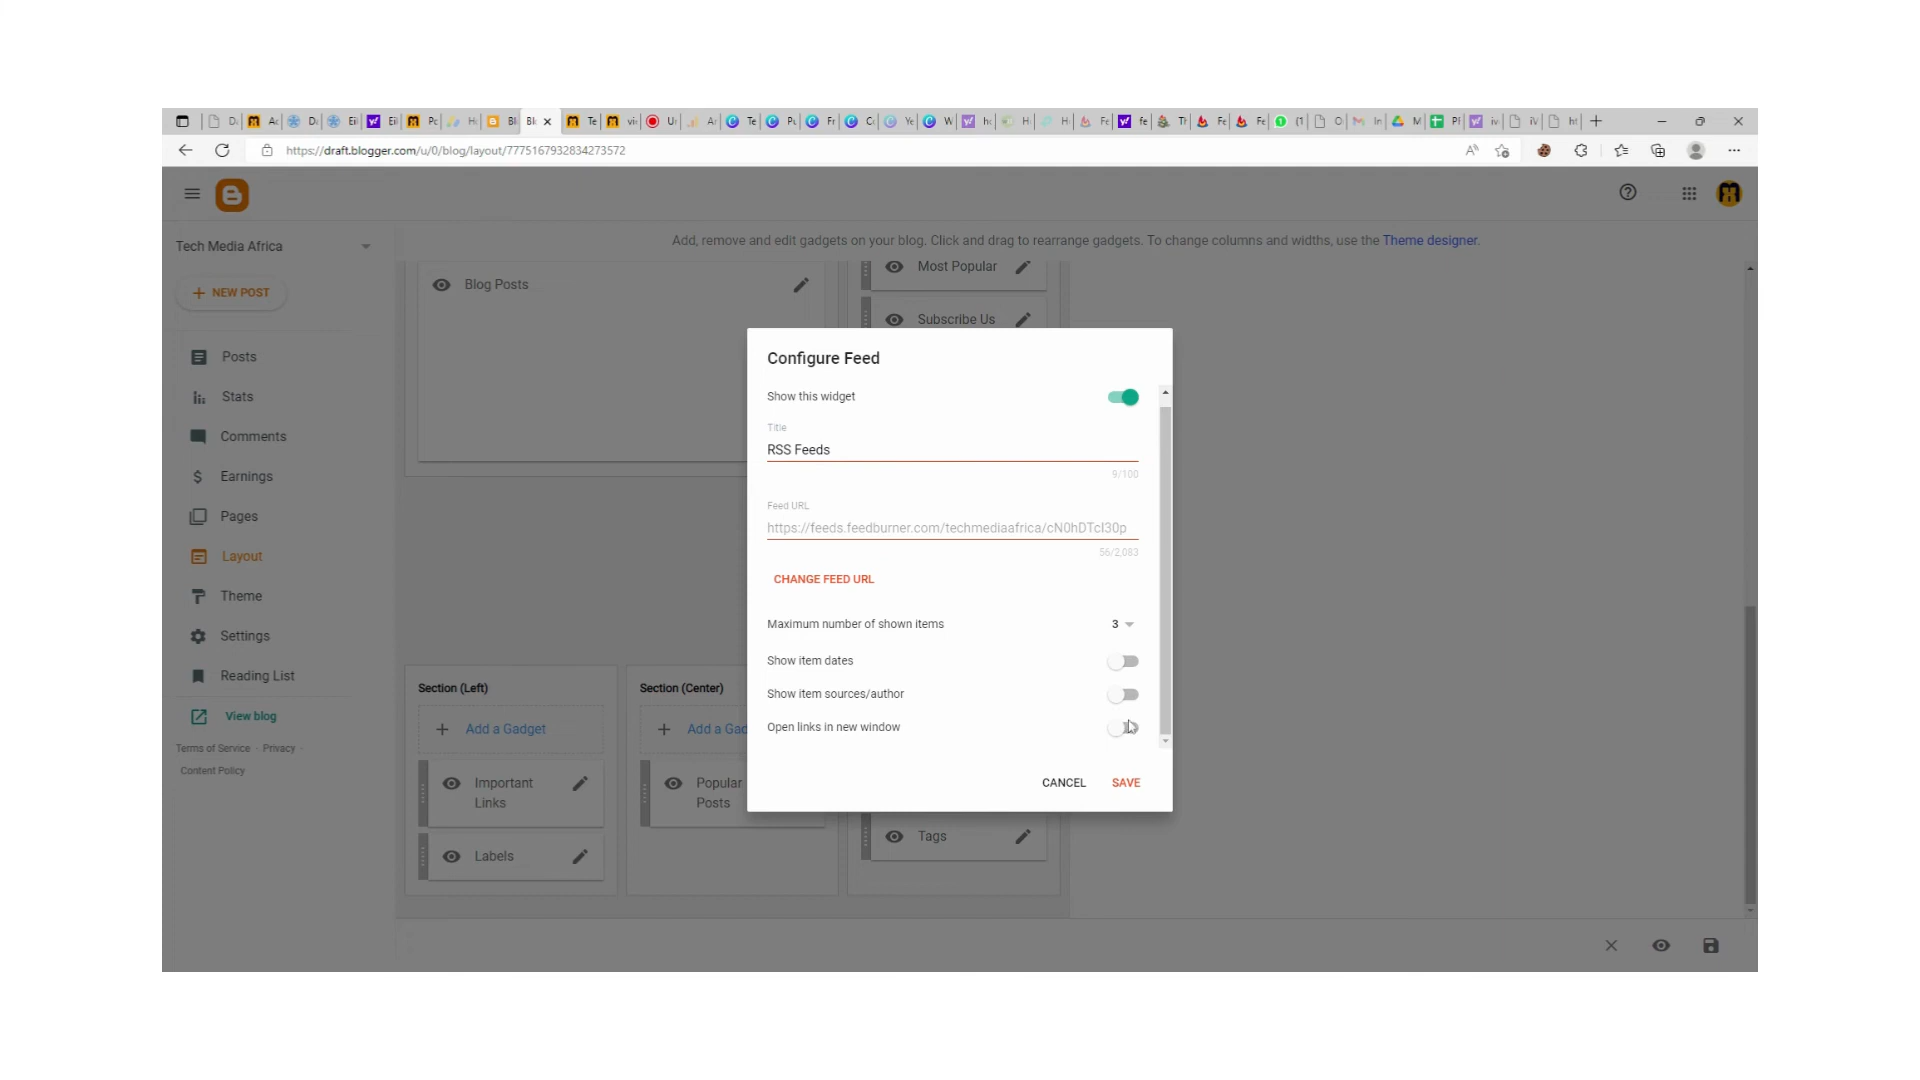 https://draft.blogger.com/u/0/blog/layout/7775167932834273572
Tech Media Africa
Add, remove and edit gadgets on your blog. Click and drag to rearrange gadgets. To change columns and widths, use the Theme designer.
NEW POST
Posts
Stats
Comments
Earnings
Pages
Layout
Theme
Settings
Reading List
View blog
Terms of Service · Privacy ·
Content Policy
Blog Posts
Most Popular
Subscribe Us
Configure Feed
Show this widget
Title
RSS Feeds
9/100
Feed URL
https://feeds.feedburner.com/techmediaafrica/cN0hDTcI30p
56/2,083
CHANGE FEED URL
Maximum number of shown items
3
Show item dates
Show item sources/author
Open links in new window
CANCEL
SAVE
Section (Left)
Add a Gadget
Important
Links
Labels
Section (Center)
Add a Gad
Popular
Posts
Tags